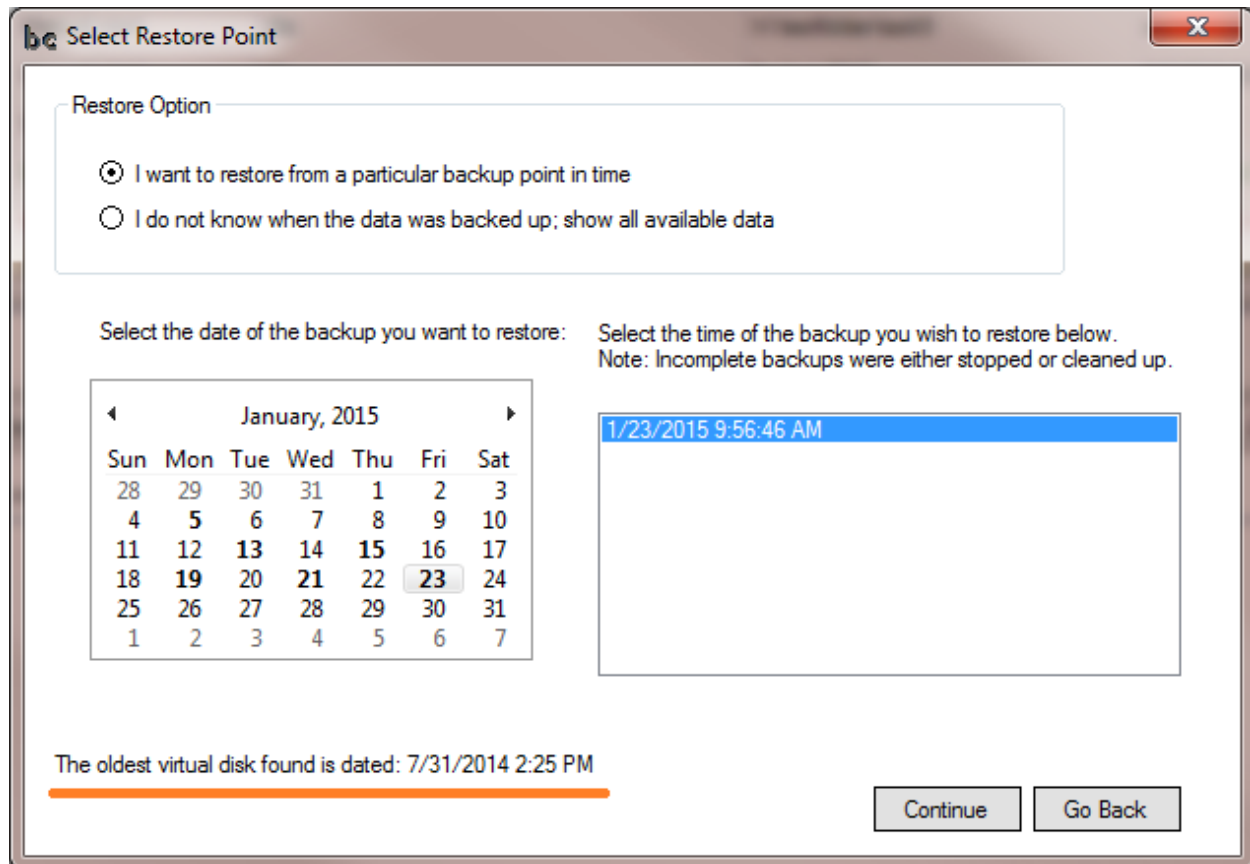 bc Select Restore Point
X
Restore Option
I want to restore from a particular backup point in time
I do not know when the data was backed up; show all available data
Select the date of the backup you want to restore:
January, 2015
Sun Mon Tue Wed Thu Fri Sat
28 29 30 31 1 2 3
4 5 6 7 8 9 10
11 12 13 14 15 16 17
18 19 20 21 22 23 24
25 26 27 28 29 30 31
1 2 3 4 5 6 7
Select the time of the backup you wish to restore below.
Note: Incomplete backups were either stopped or cleaned up.
1/23/2015 9:56:46 AM
The oldest virtual disk found is dated: 7/31/2014 2:25 PM
Continue
Go Back